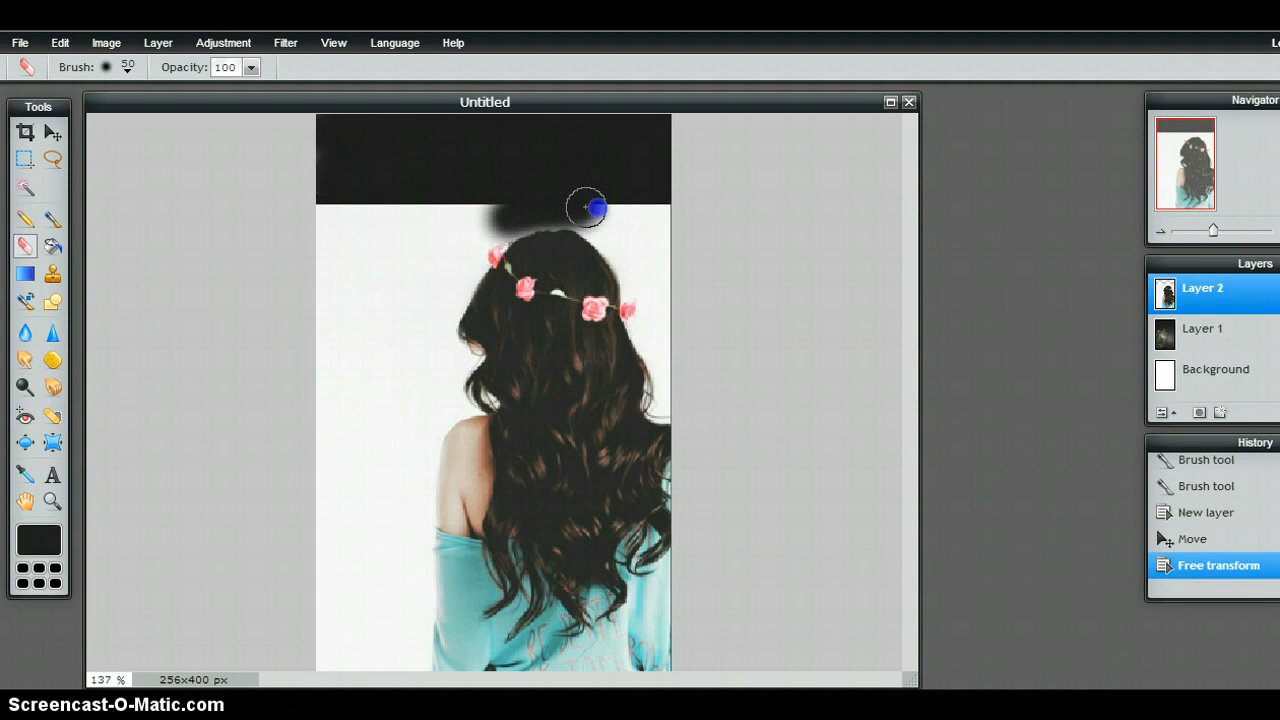 File Edit Image Layer Adjustment Filter View Language Help
Brush: 50 Opacity: 100
Tools
Untitled
Navigator
Layers
Layer 2
Layer 1
Background
History
Brush tool
Brush tool
New layer
Move
Free transform
137 % 256x400 px
Screencast-O-Matic.com